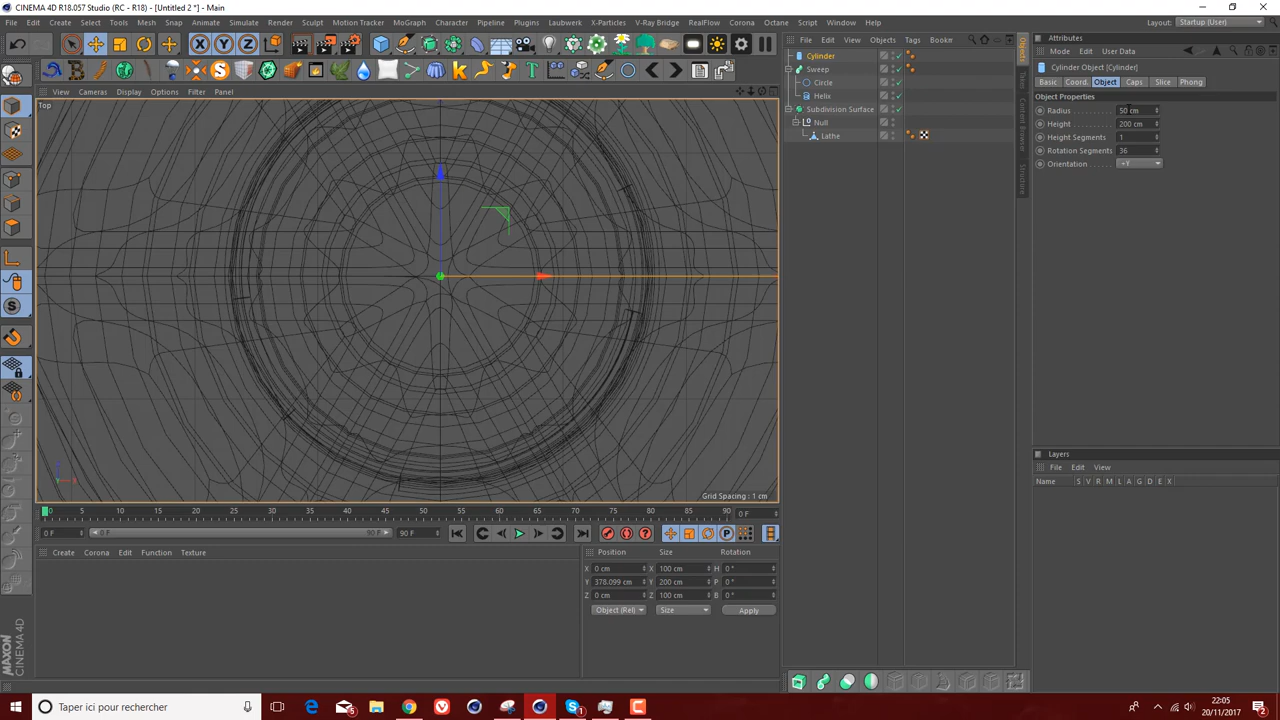 CINEMA 4D R18.057 Studio (RC - R18) - [Untitled 2 *] - Main
File Edit Create Select Tools Mesh Snap Animate Simulate Render Sculpt Motion Tracker MoGraph Character Pipeline Plugins Laubwerk X-Particles V-Ray Bridge RealFlow Corona Octane Script Window Help
Layout: Startup (User)
File Edit View Objects Tags Bookm
Attributes
Mode Edit User Data
Cylinder
Sweep
Circle
Helix
Subdivision Surface
Null
Lathe
Objects
Takes
Content Browser
Structure
Cylinder Object [Cylinder]
Basic Coord. Object Caps Slice Phong
Object Properties
Radius 50 cm
Height 200 cm
Height Segments 1
Rotation Segments 36
Orientation +Y
View Cameras Display Options Filter Panel
Top
Grid Spacing : 1 cm
Layers
File Edit View
Name S V R M L A G D E X
0 5 10 15 20 25 30 35 40 45 50 55 60 65 70 75 80 85 90 0 F
0 F 0 F 90 F 90 F
Create Corona Edit Function Texture
Position Size Rotation
X 0 cm X 100 cm H 0 °
Y 378.099 cm Y 200 cm P 0 °
Z 0 cm Z 100 cm B 0 °
Object (Rel) Size Apply
MAXON
CINEMA 4D
Taper ici pour rechercher
22:05
20/11/2017